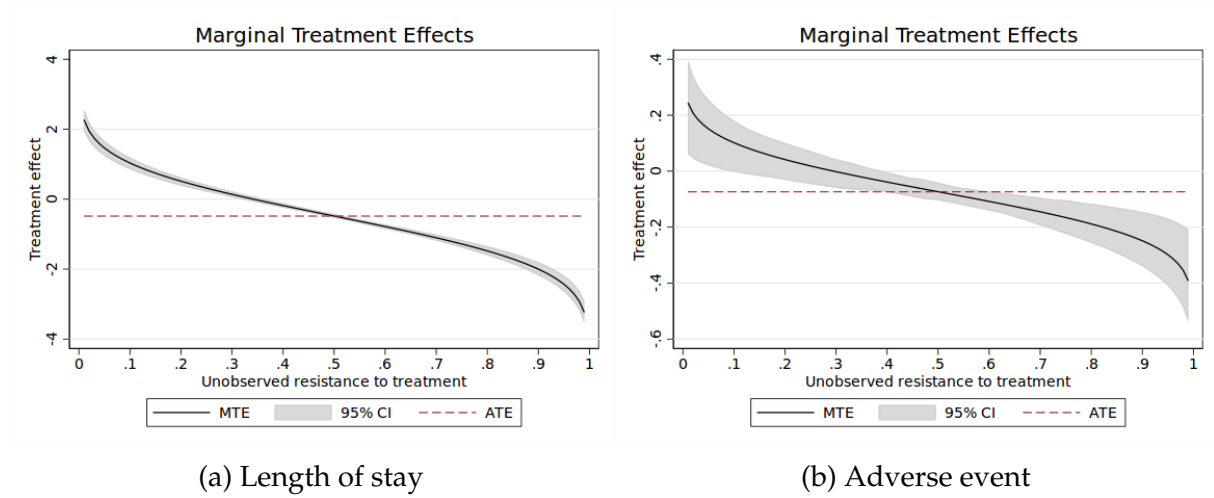 Marginal Treatment Effects
4
2
0
-2
-4
Treatment effect
0 .1 .2 .3 .4 .5 .6 .7 .8 .9 1
Unobserved resistance to treatment
MTE 95% CI ATE
(a) Length of stay
Marginal Treatment Effects
.4
.2
0
-.2
-.4
-.6
Treatment effect
0 .1 .2 .3 .4 .5 .6 .7 .8 .9 1
Unobserved resistance to treatment
MTE 95% CI ATE
(b) Adverse event